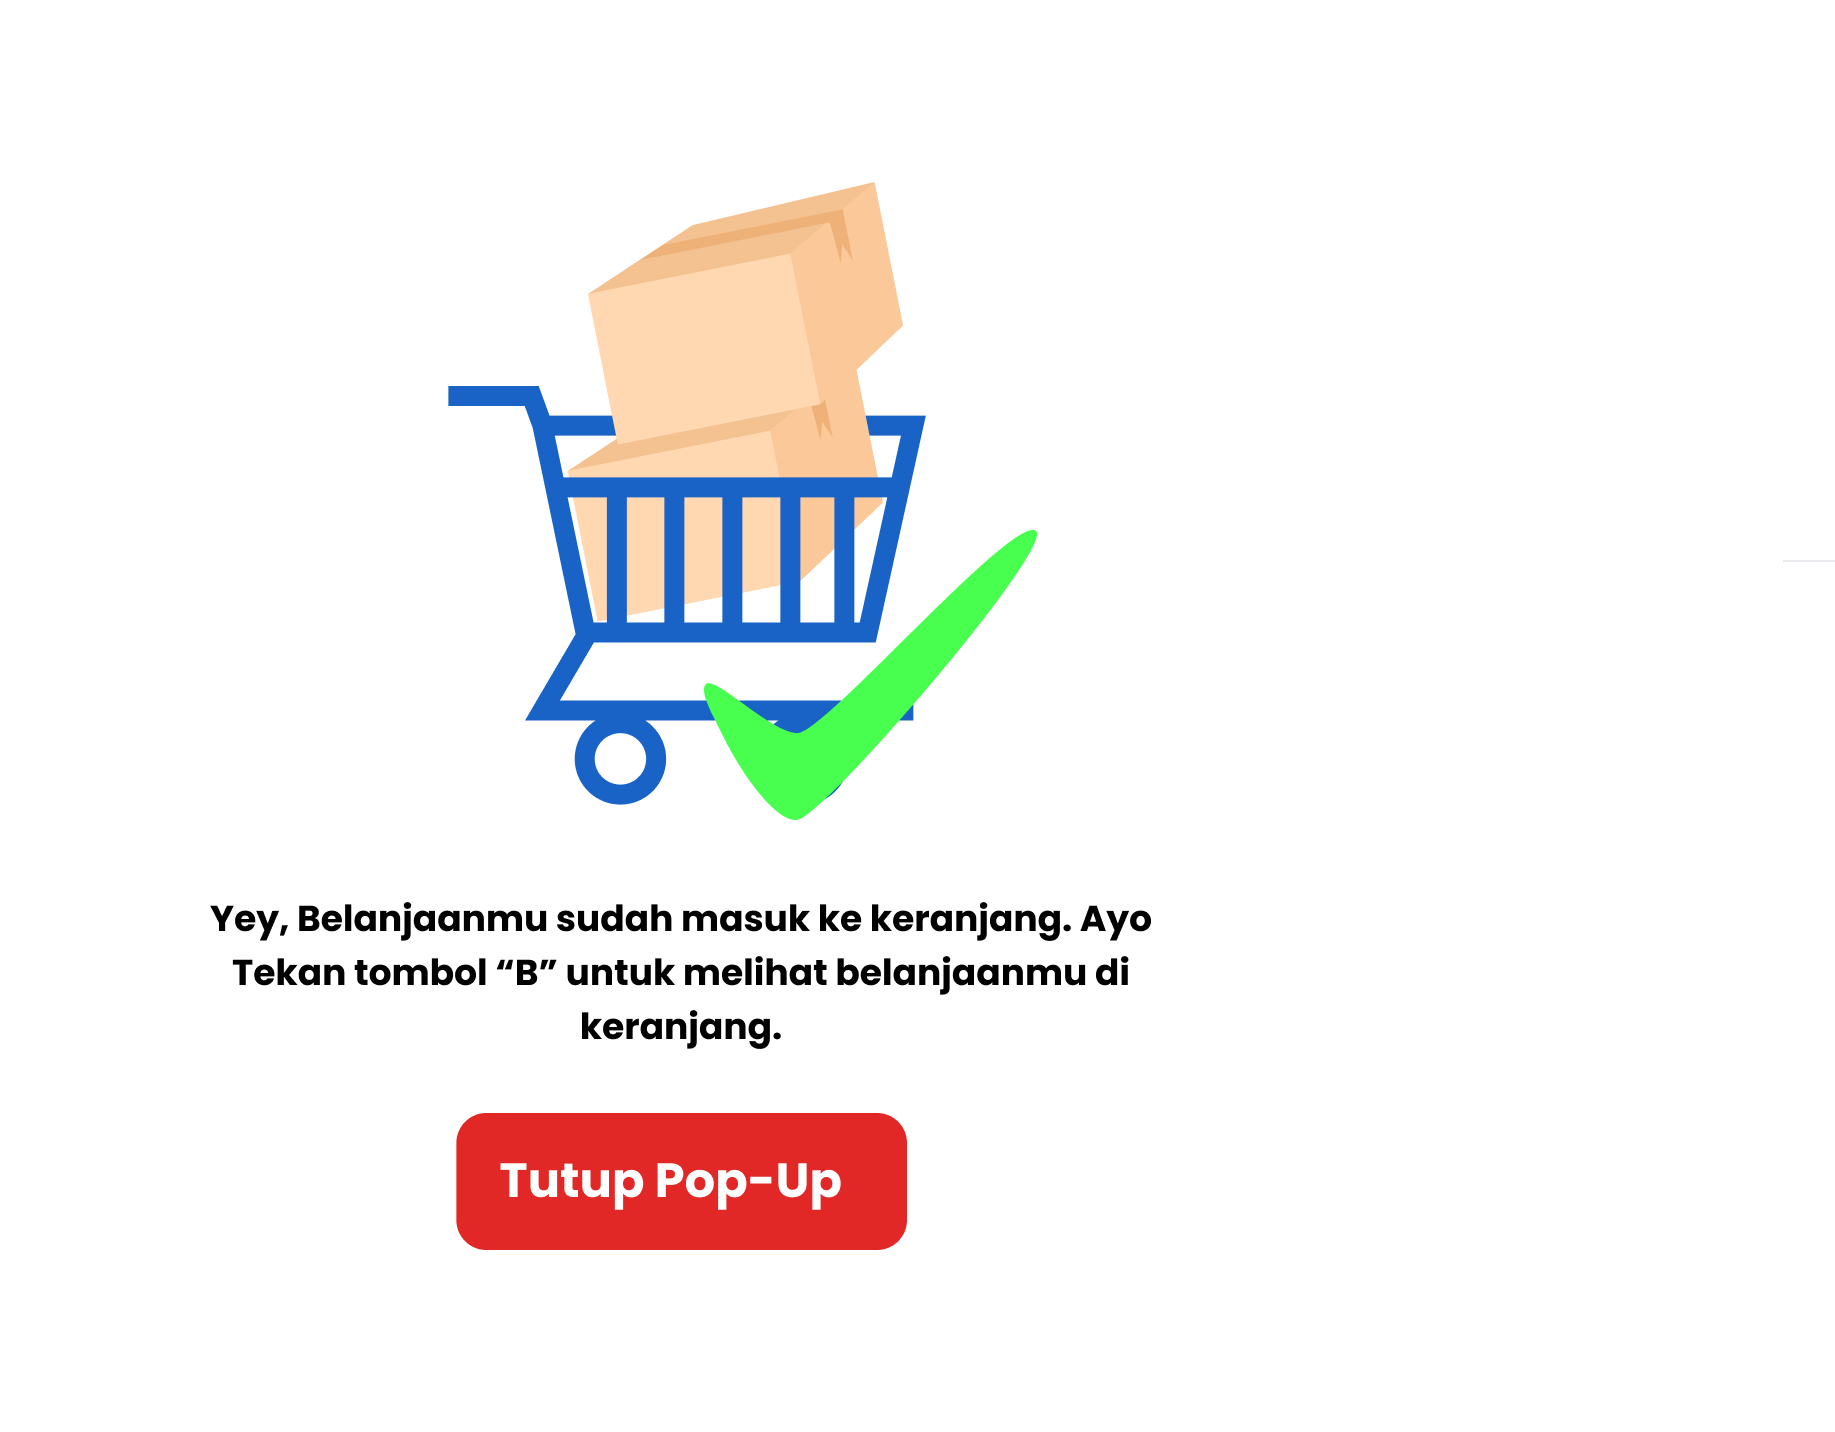 Yey, Belanjaanmu sudah masuk ke keranjang. Ayo
Tekan tombol “B” untuk melihat belanjaanmu di
keranjang.
Tutup Pop-Up